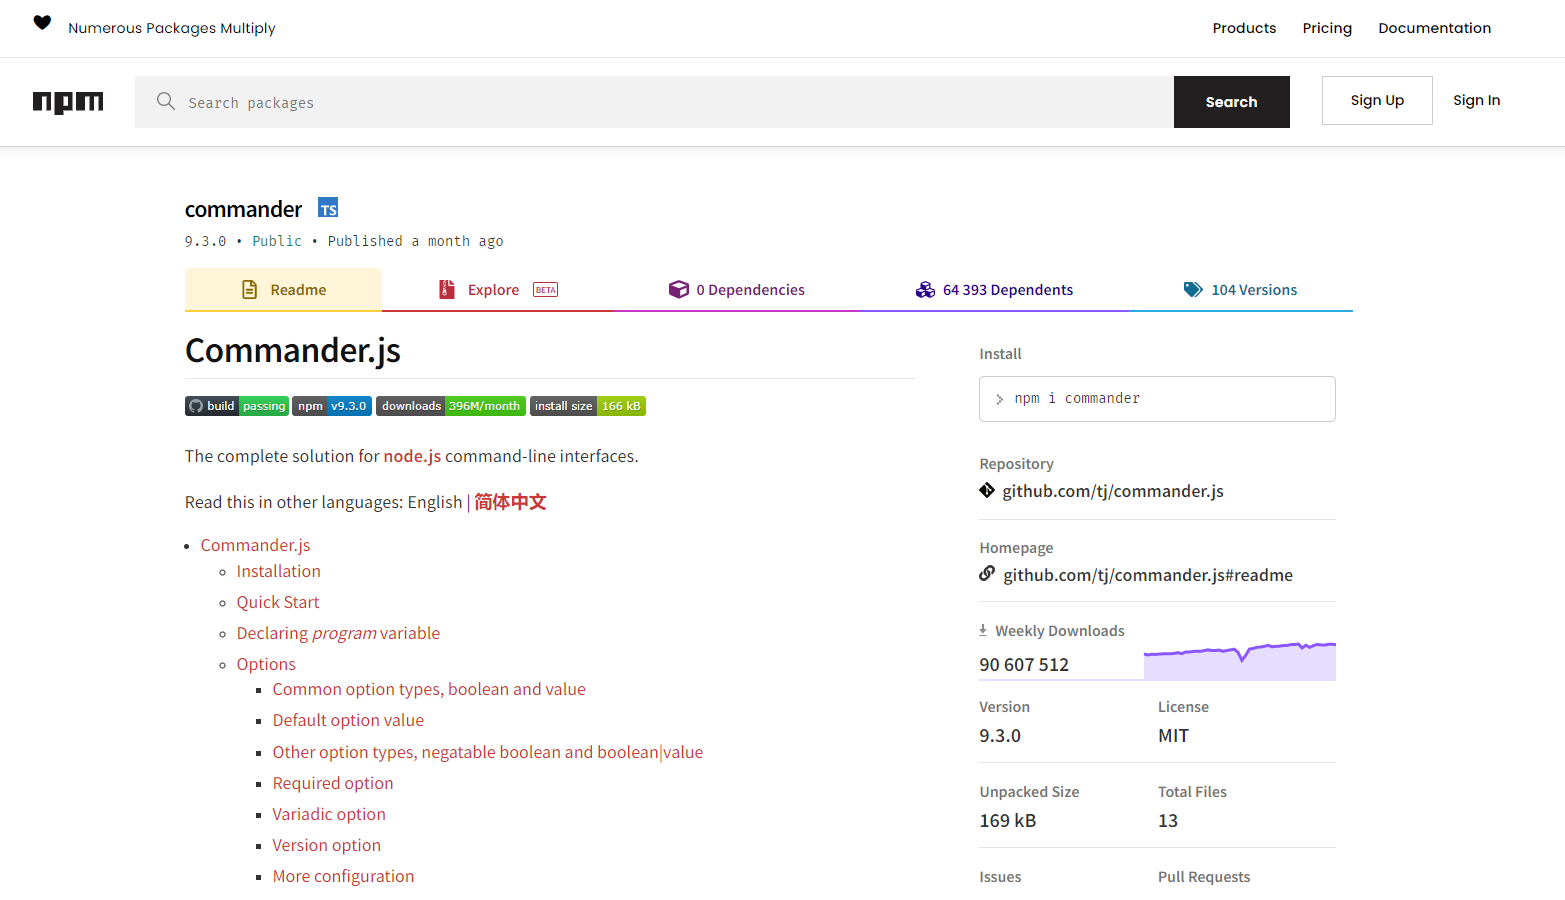 Numerous Packages Multiply
Products Pricing Documentation
npm
Search packages
Search
Sign Up
Sign In
commander TS
9.3.0 • Public • Published a month ago
Readme
Explore BETA
0 Dependencies
64 393 Dependents
104 Versions
Commander.js
build passing npm v9.3.0 downloads 396M/month install size 166 kB
The complete solution for node.js command-line interfaces.
Read this in other languages: English | 简体中文
Commander.js
Installation
Quick Start
Declaring program variable
Options
Common option types, boolean and value
Default option value
Other option types, negatable boolean and boolean|value
Required option
Variadic option
Version option
More configuration
Install
npm i commander
Repository
github.com/tj/commander.js
Homepage
github.com/tj/commander.js#readme
Weekly Downloads
90 607 512
Version License
9.3.0 MIT
Unpacked Size Total Files
169 kB 13
Issues Pull Requests